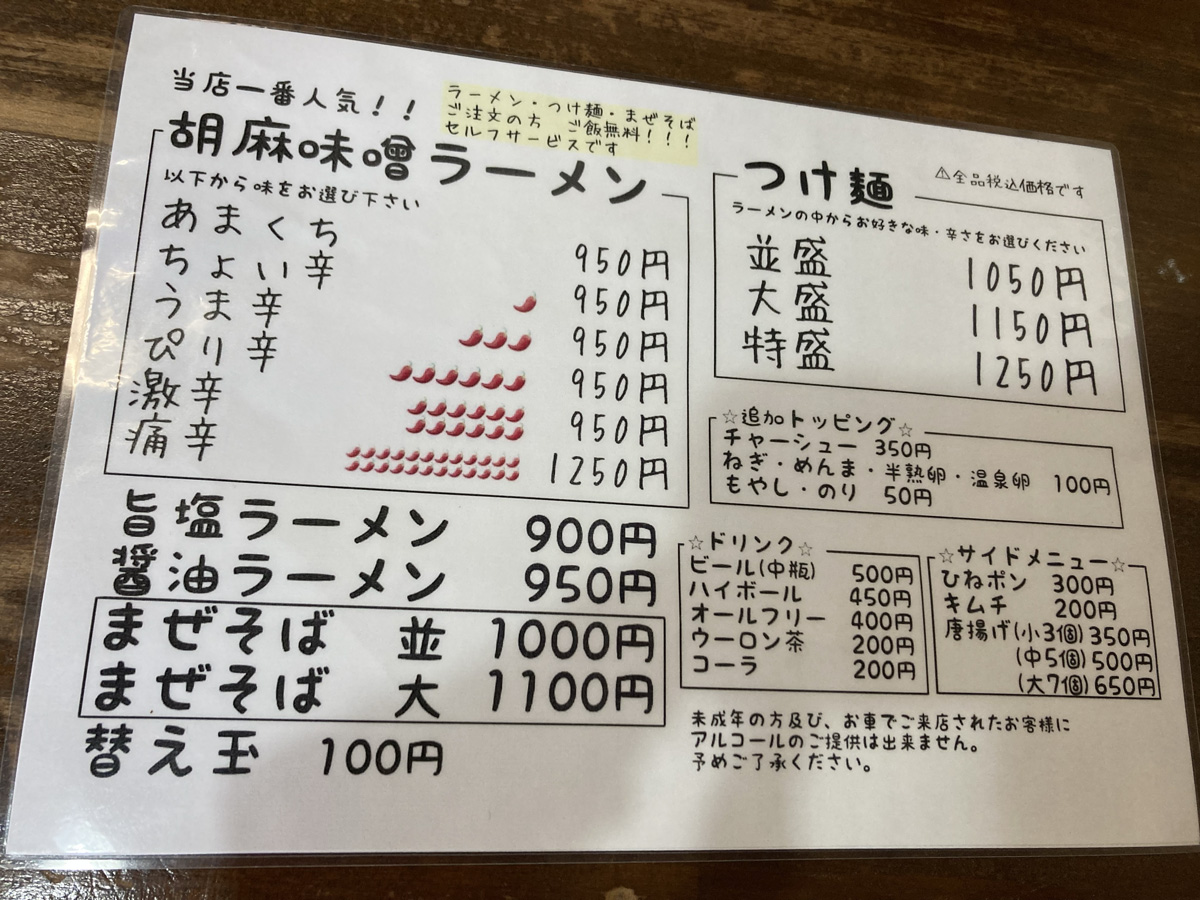 当店一番人気！！
ラーメン・つけ麺・まぜそば
ご注文の方 ご飯無料！！！
セルフサービスです
胡麻味噌ラーメン
以下から味をお選び下さい
あまくち 950円
ちょい辛 950円
うま辛 950円
ぴり辛 950円
激辛 950円
痛辛 1250円
旨塩ラーメン 900円
醤油ラーメン 950円
まぜそば 並 1000円
まぜそば 大 1100円
替え玉 100円
つけ麺
⚠全品税込価格です
ラーメンの中からお好きな味・辛さをお選びください
並盛 1050円
大盛 1150円
特盛 1250円
☆追加トッピング☆
チャーシュー 350円
ねぎ・めんま・半熟卵・温泉卵 100円
もやし・のり 50円
☆ドリンク☆
ビール(中瓶) 500円
ハイボール 450円
オールフリー 400円
ウーロン茶 200円
コーラ 200円
☆サイドメニュー☆
ひねポン 300円
キムチ 200円
唐揚げ(小3個) 350円
(中5個) 500円
(大7個) 650円
未成年の方及び、お車でご来店されたお客様に
アルコールのご提供は出来ません。
予めご了承ください。